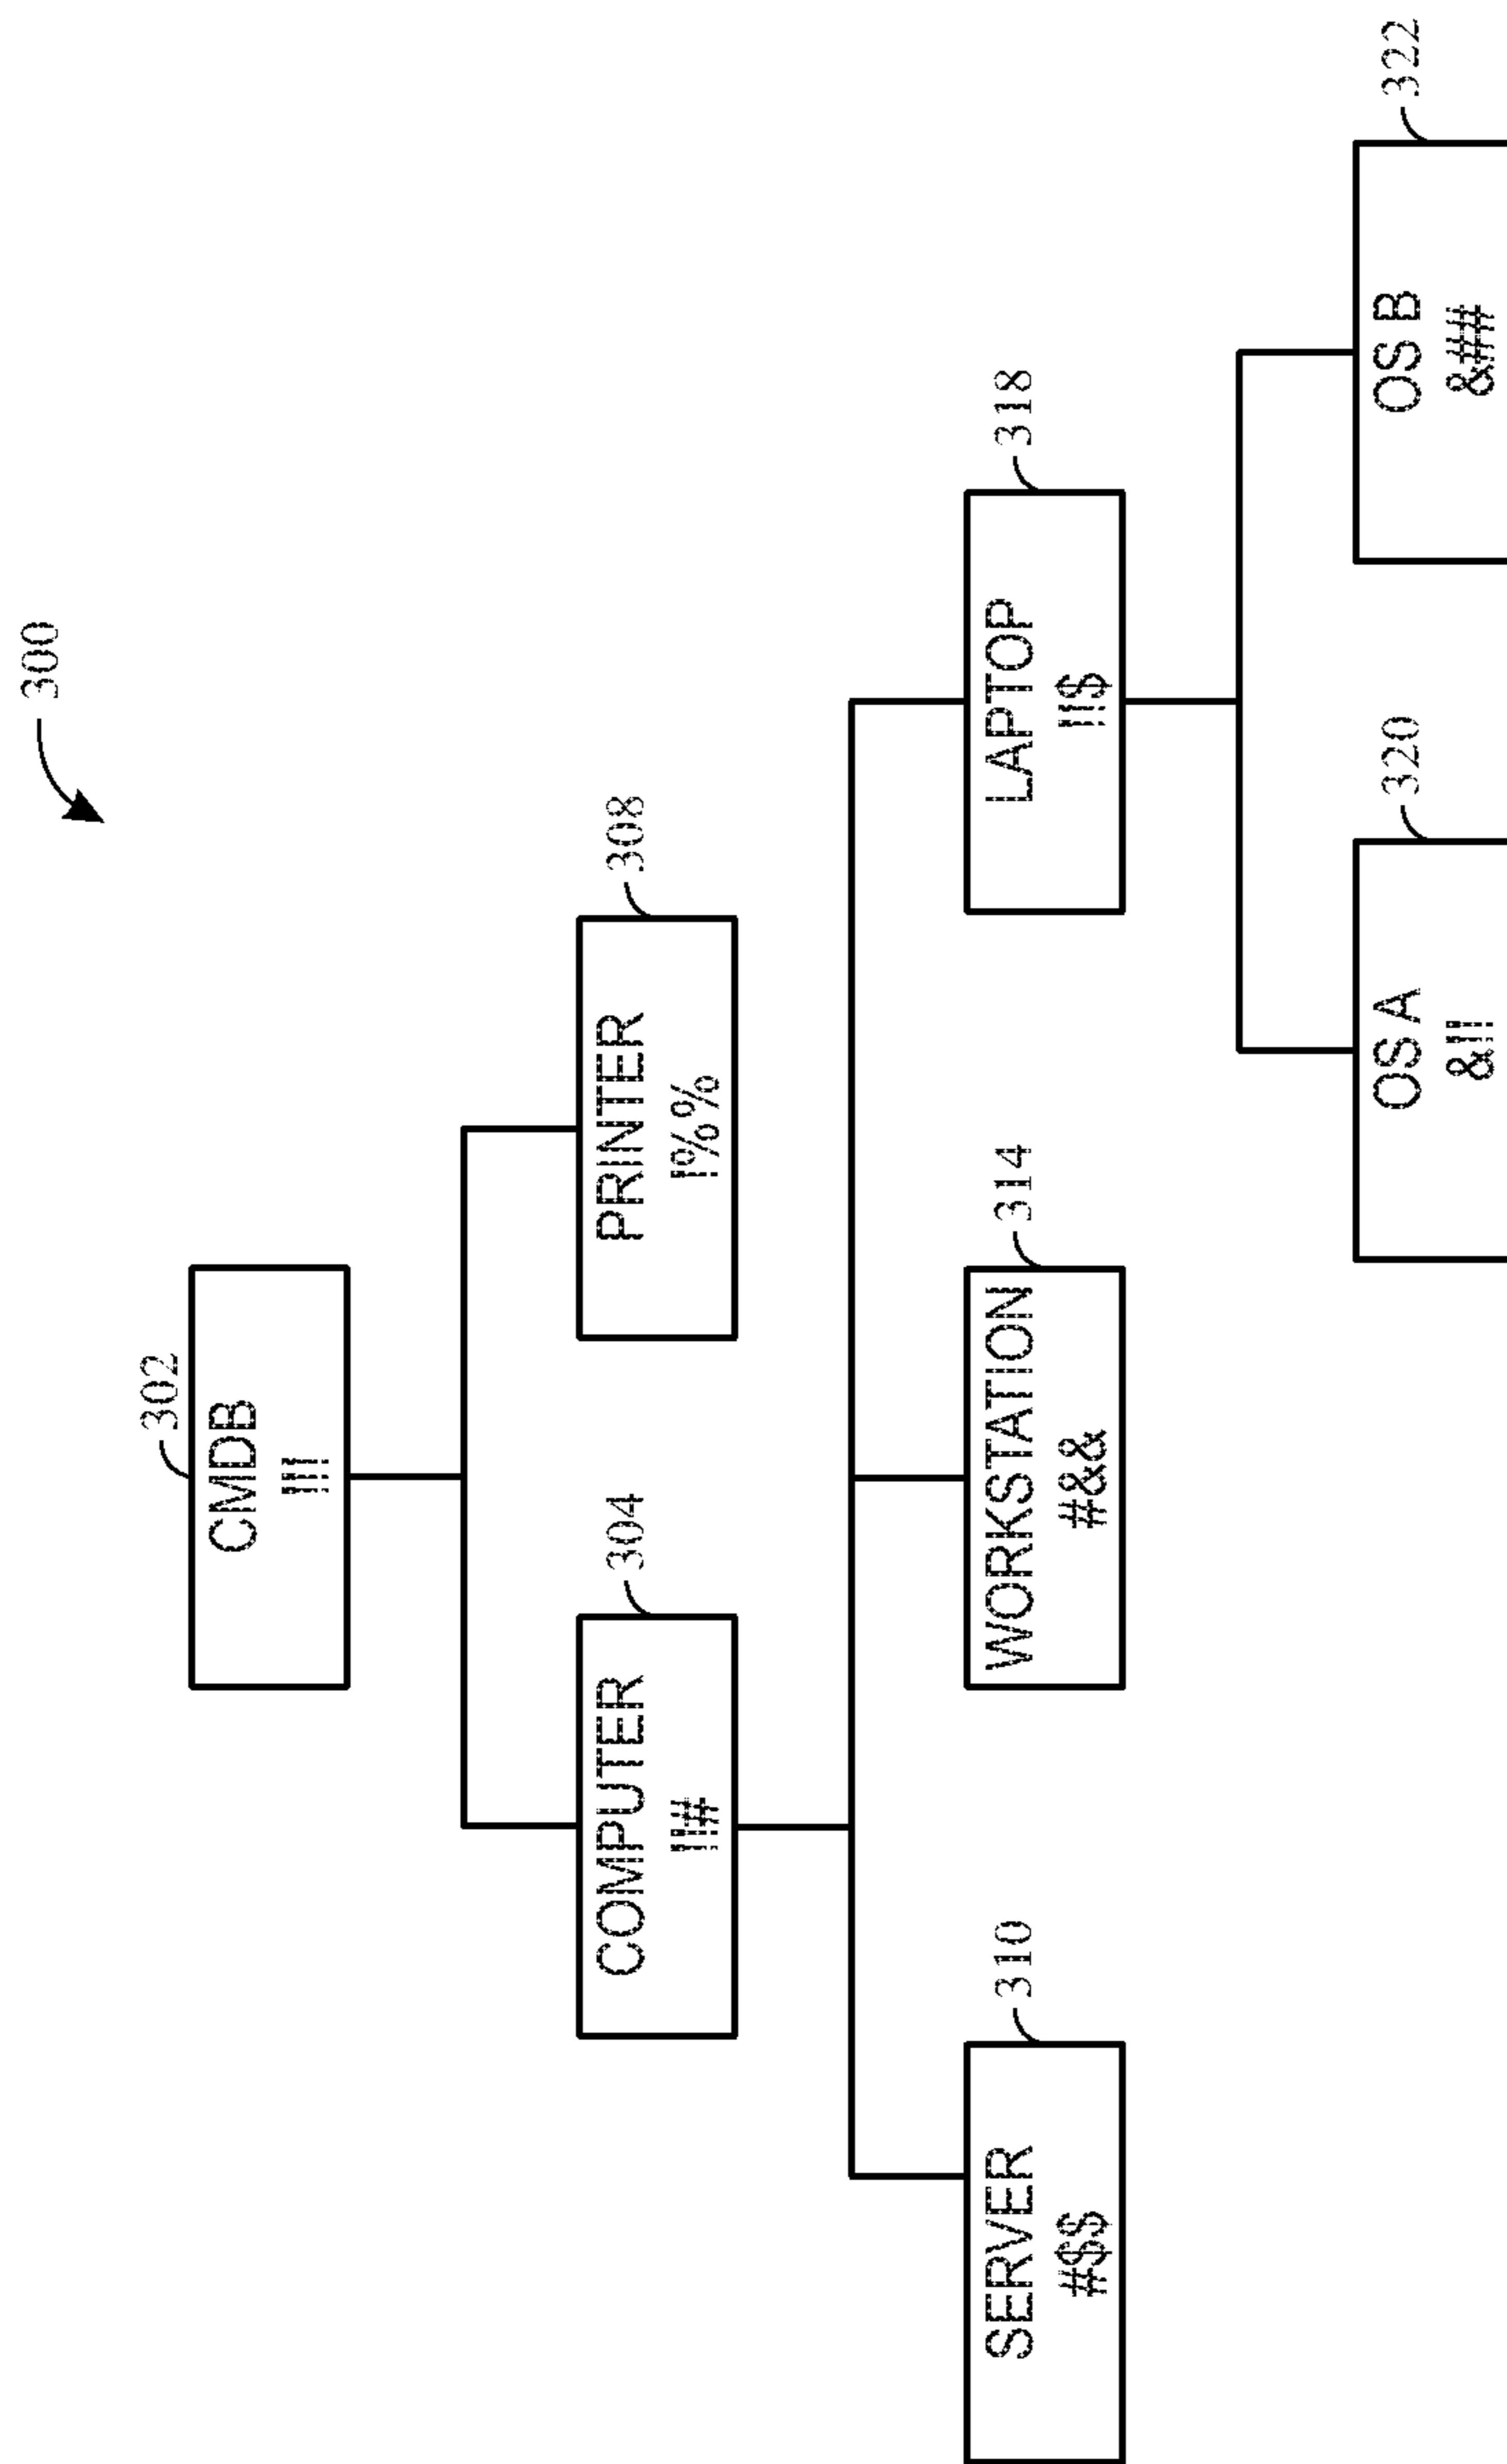 300
302
CMDB
!!!
304
COMPUTER
!!#
308
PRINTER
!%%
310
SERVER
#$$
314
WORKSTATION
#&&
318
LAPTOP
!!$
320
OS A
&!!
322
OS B
&##